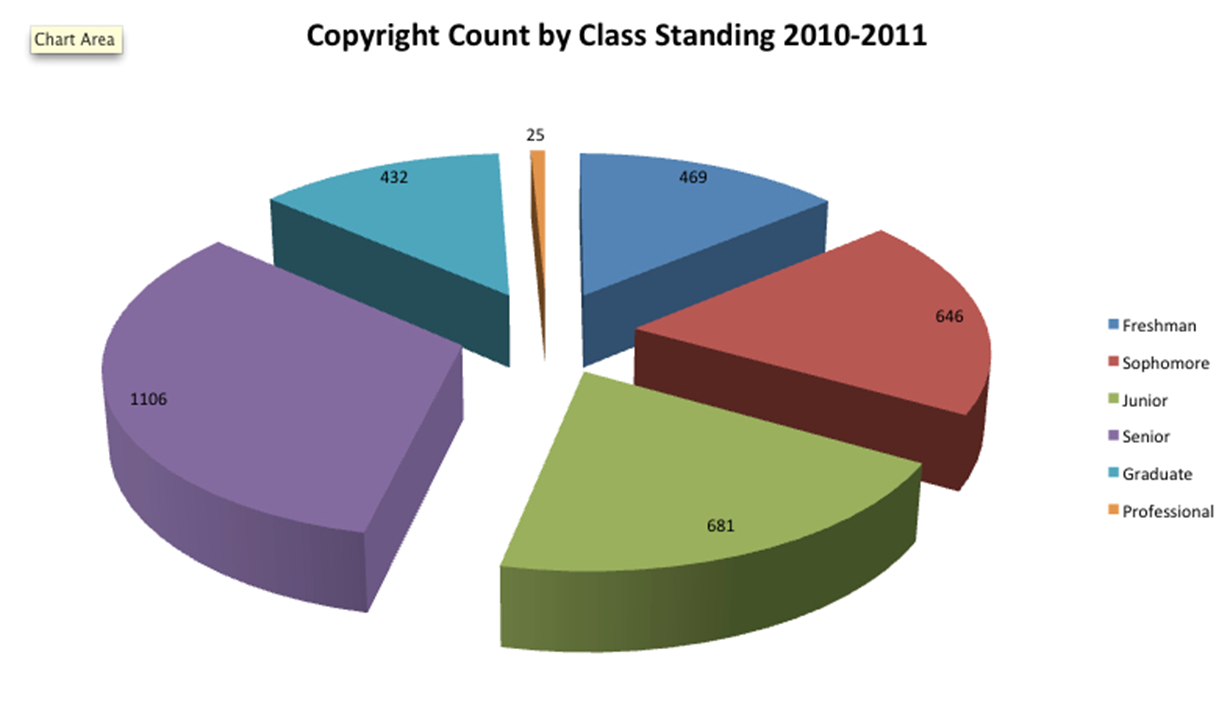 Chart Area
Copyright Count by Class Standing 2010-2011
25
432
469
646
1106
681
Freshman
Sophomore
Junior
Senior
Graduate
Professional